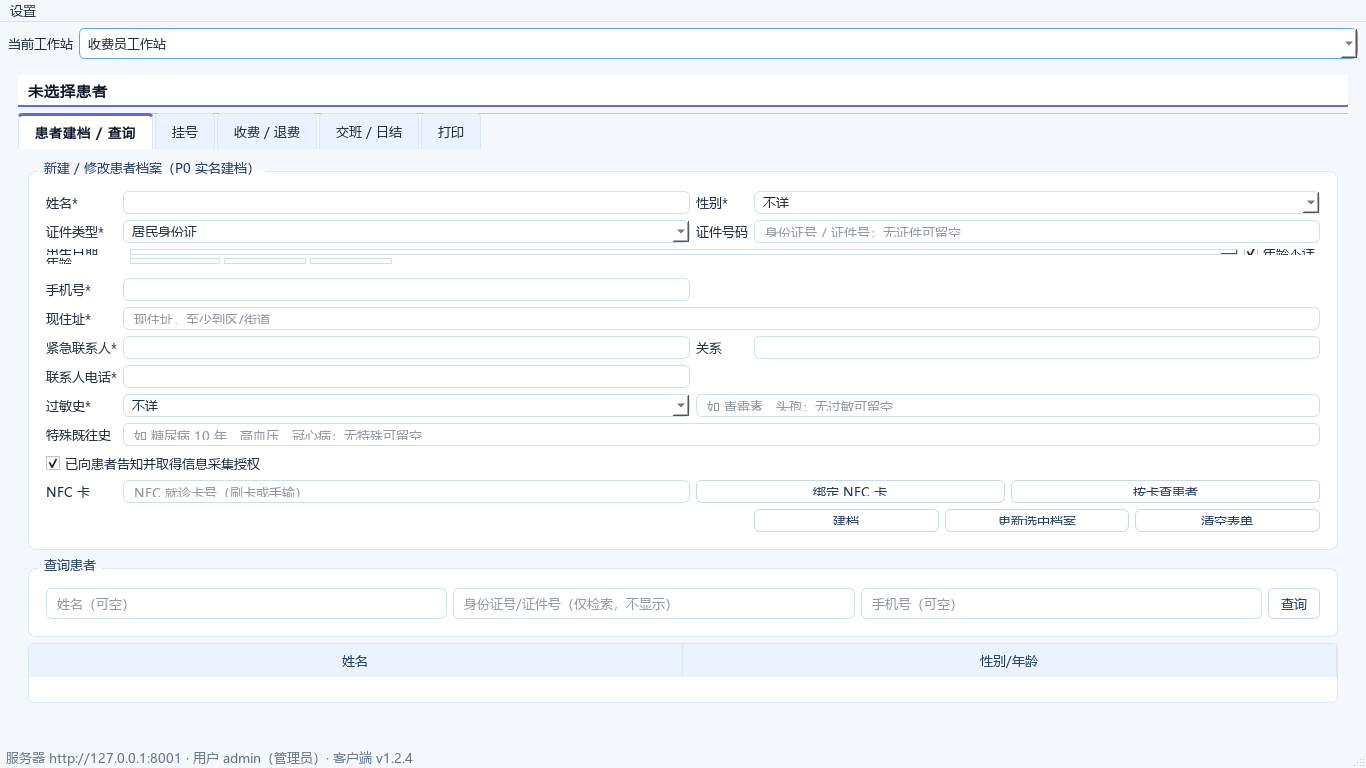 设置
当前工作站 收费员工作站
未选择患者
患者建档 / 查询 挂号 收费 / 退费 交班 / 日结 打印
新建 / 修改患者档案（P0 实名建档）
姓名* 性别* 不详
证件类型* 居民身份证 证件号码 身份证号 / 证件号；无证件可留空
出生日期 年龄不详
年龄
手机号*
现住址* 现住址，至少到区/街道
紧急联系人* 关系
联系人电话*
过敏史* 不详 如 青霉素、头孢；无过敏可留空
特殊既往史 如 糖尿病 10 年、高血压、冠心病；无特殊可留空
已向患者告知并取得信息采集授权
NFC 卡 NFC 就诊卡号（刷卡或手输） 绑定 NFC 卡 按卡查患者
建档 更新选中档案 清空表单
查询患者
姓名（可空） 身份证号/证件号（仅检索，不显示） 手机号（可空） 查询
姓名 性别/年龄
服务器 http://127.0.0.1:8001 · 用户 admin（管理员）· 客户端 v1.2.4